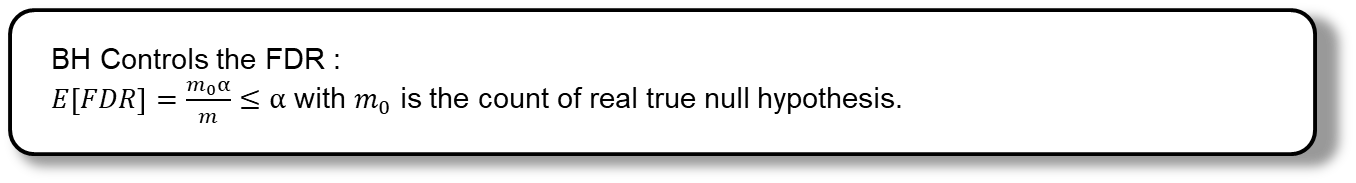 BH Controls the FDR :
𝐸[𝐹𝐷𝑅] = 𝑚₀α/𝑚 ≤ α with 𝑚₀ is the count of real true null hypothesis.